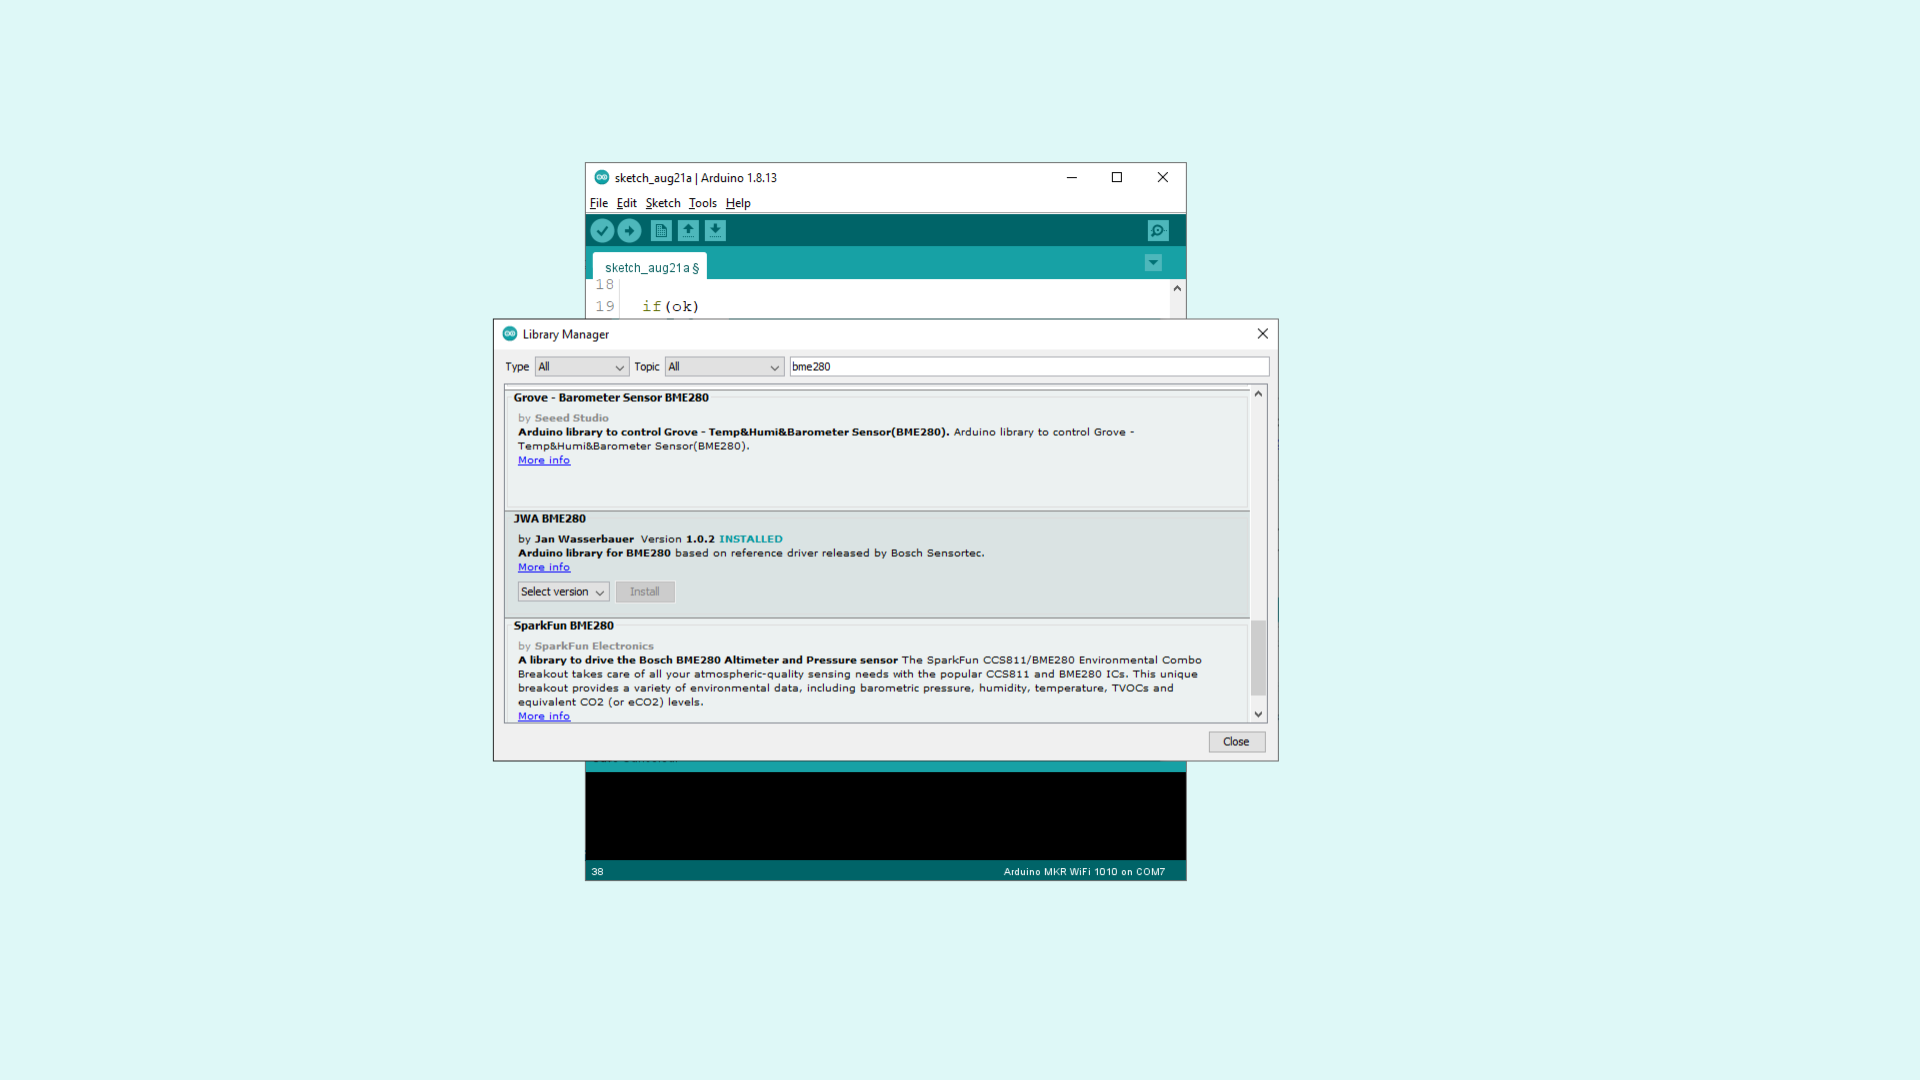 sketch_aug21a | Arduino 1.8.13
File Edit Sketch Tools Help
sketch_aug21a §
18
19 if(ok)
Library Manager
Type All Topic All bme280
Grove - Barometer Sensor BME280
by Seeed Studio
Arduino library to control Grove - Temp&Humi&Barometer Sensor(BME280). Arduino library to control Grove -
Temp&Humi&Barometer Sensor(BME280).
More info
JWA BME280
by Jan Wasserbauer Version 1.0.2 INSTALLED
Arduino library for BME280 based on reference driver released by Bosch Sensortec.
More info
Select version Install
SparkFun BME280
by SparkFun Electronics
A library to drive the Bosch BME280 Altimeter and Pressure sensor The SparkFun CCS811/BME280 Environmental Combo
Breakout takes care of all your atmospheric-quality sensing needs with the popular CCS811 and BME280 ICs. This unique
breakout provides a variety of environmental data, including barometric pressure, humidity, temperature, TVOCs and
equivalent CO2 (or eCO2) levels.
More info
Close
38 Arduino MKR WiFi 1010 on COM7